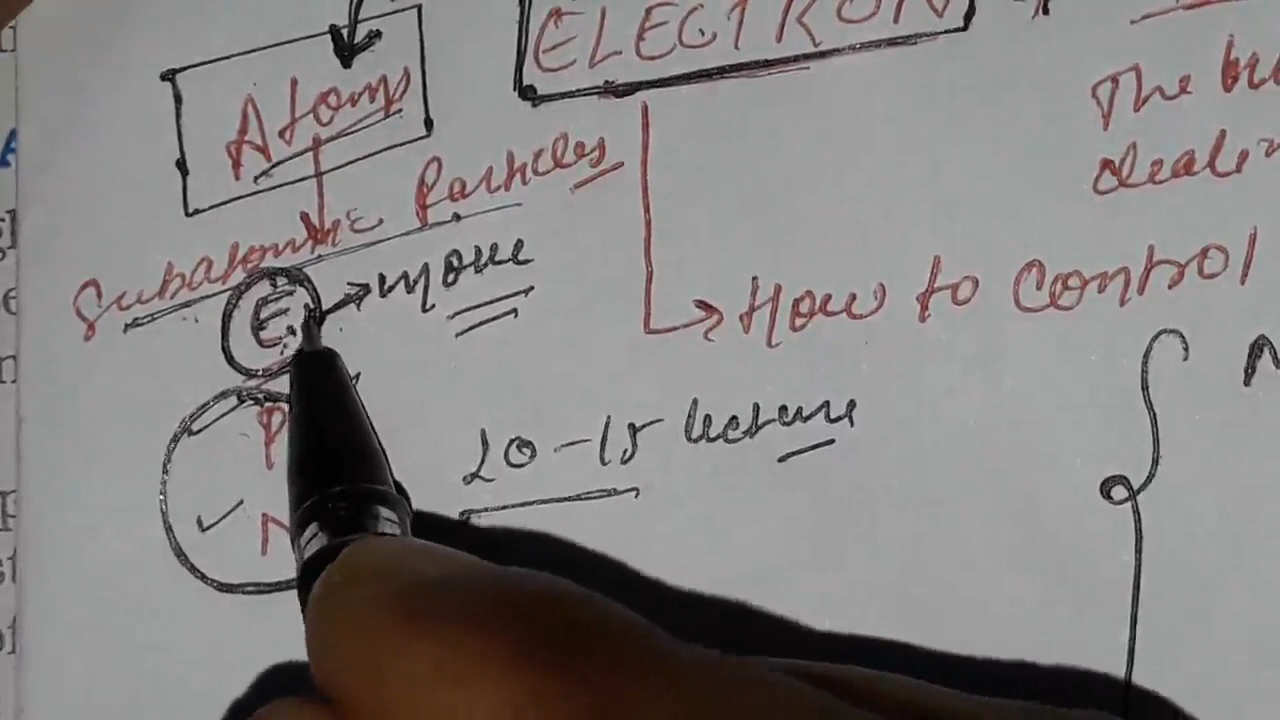 ELECTRON
Atoms
The
Subatomic Particles
E → move
How to control
P
20-15 lecture
N